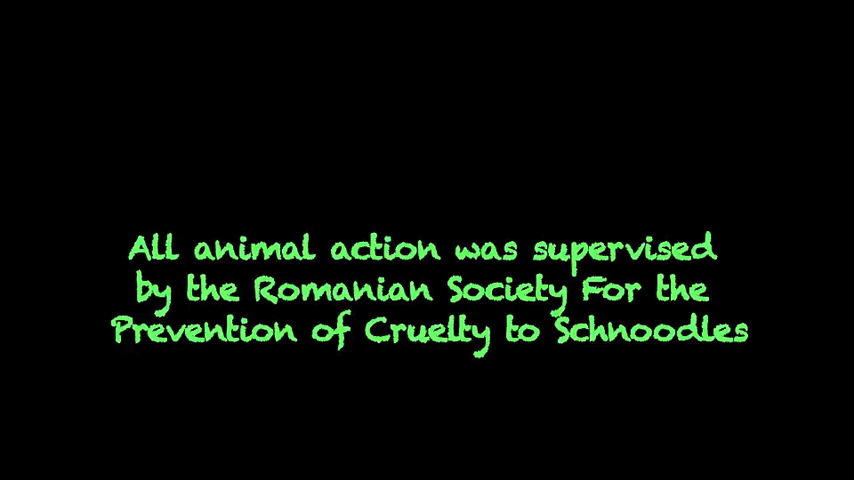 All animal action was supervised
by the Romanian Society For the
Prevention of Cruelty to Schnoodles